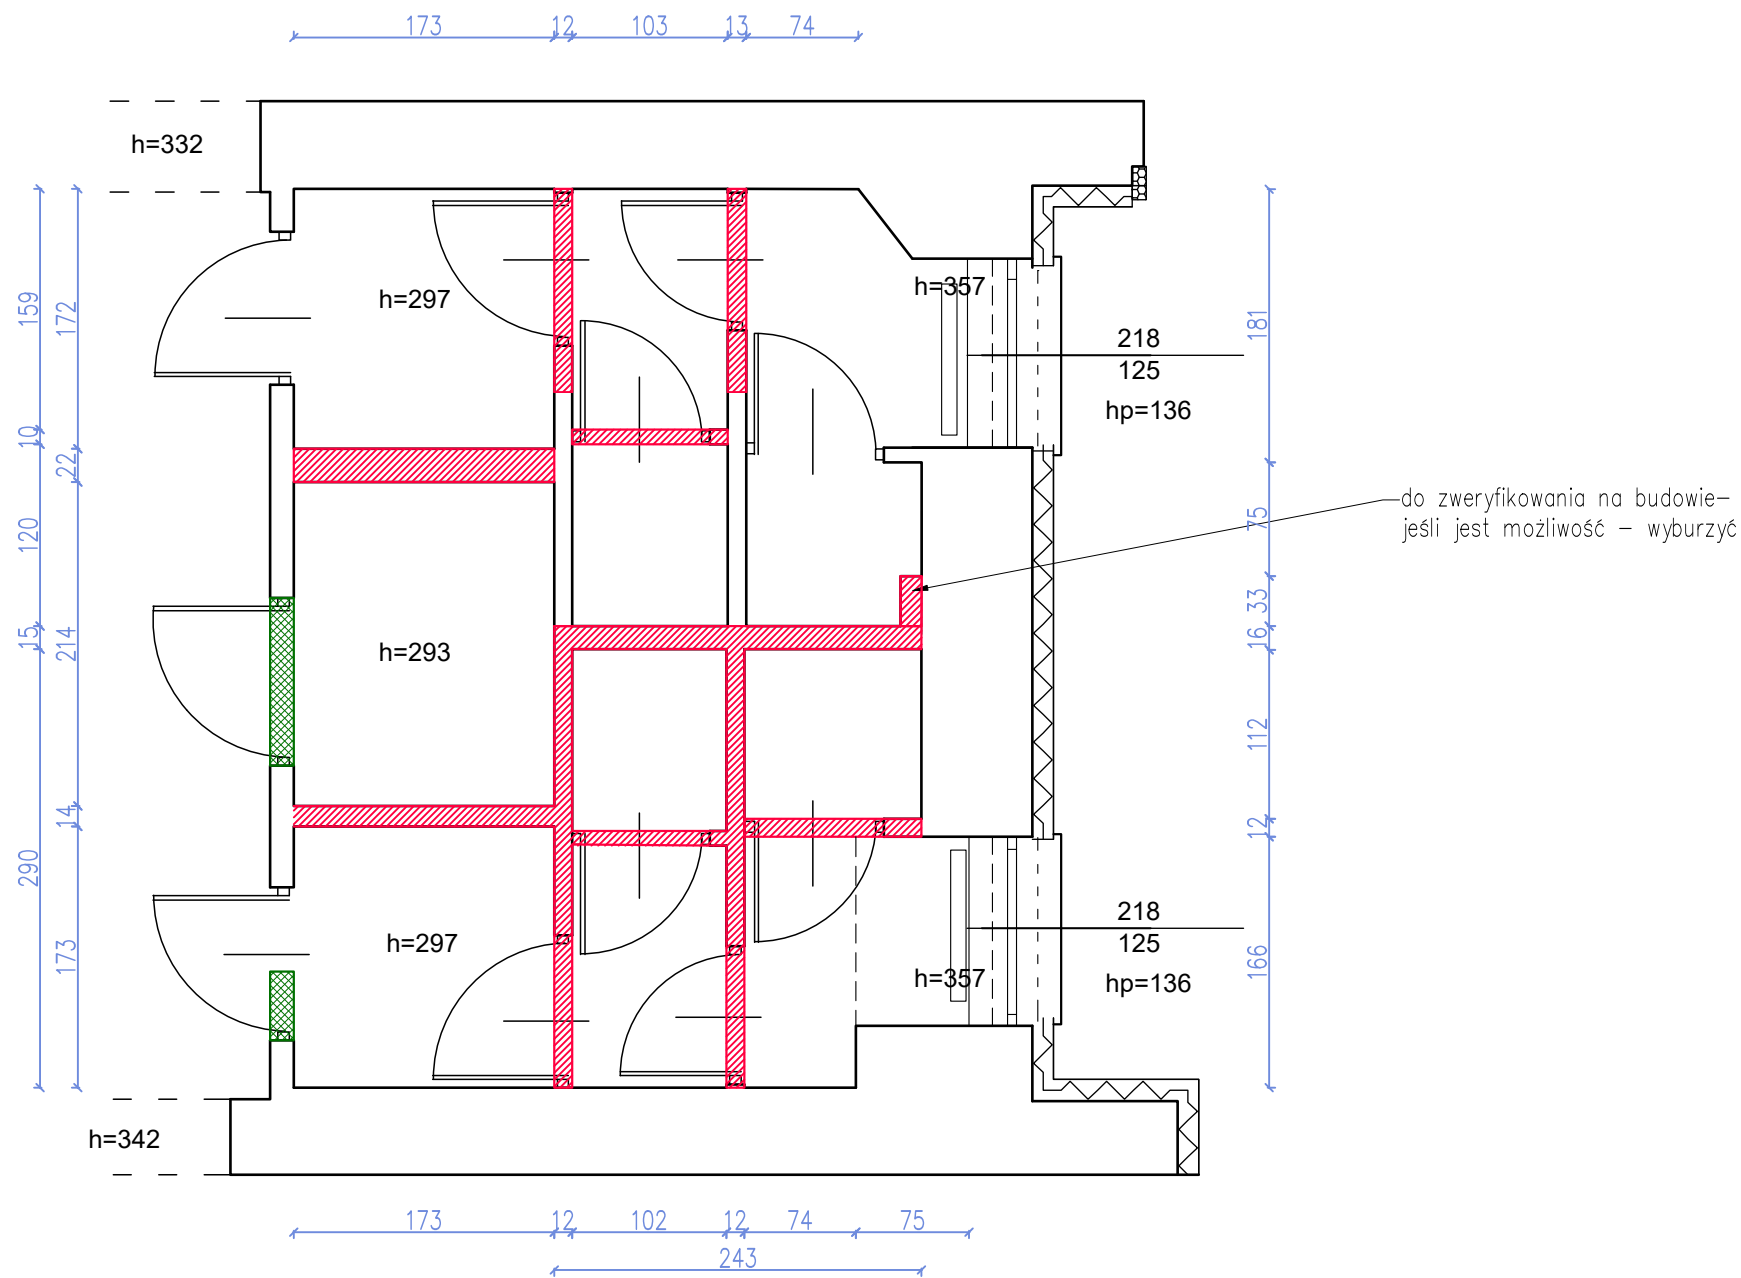 173 12 103 13 74
h=332
h=297
h=357
159
172
181
218
125
hp=136
10
22
120
75
do zweryfikowania na budowie–
jeśli jest możliwość – wyburzyć
33
15
214
16
h=293
112
14
12
290
173
h=297
218
125
166
h=357
hp=136
h=342
173 12 102 12 74 75
243